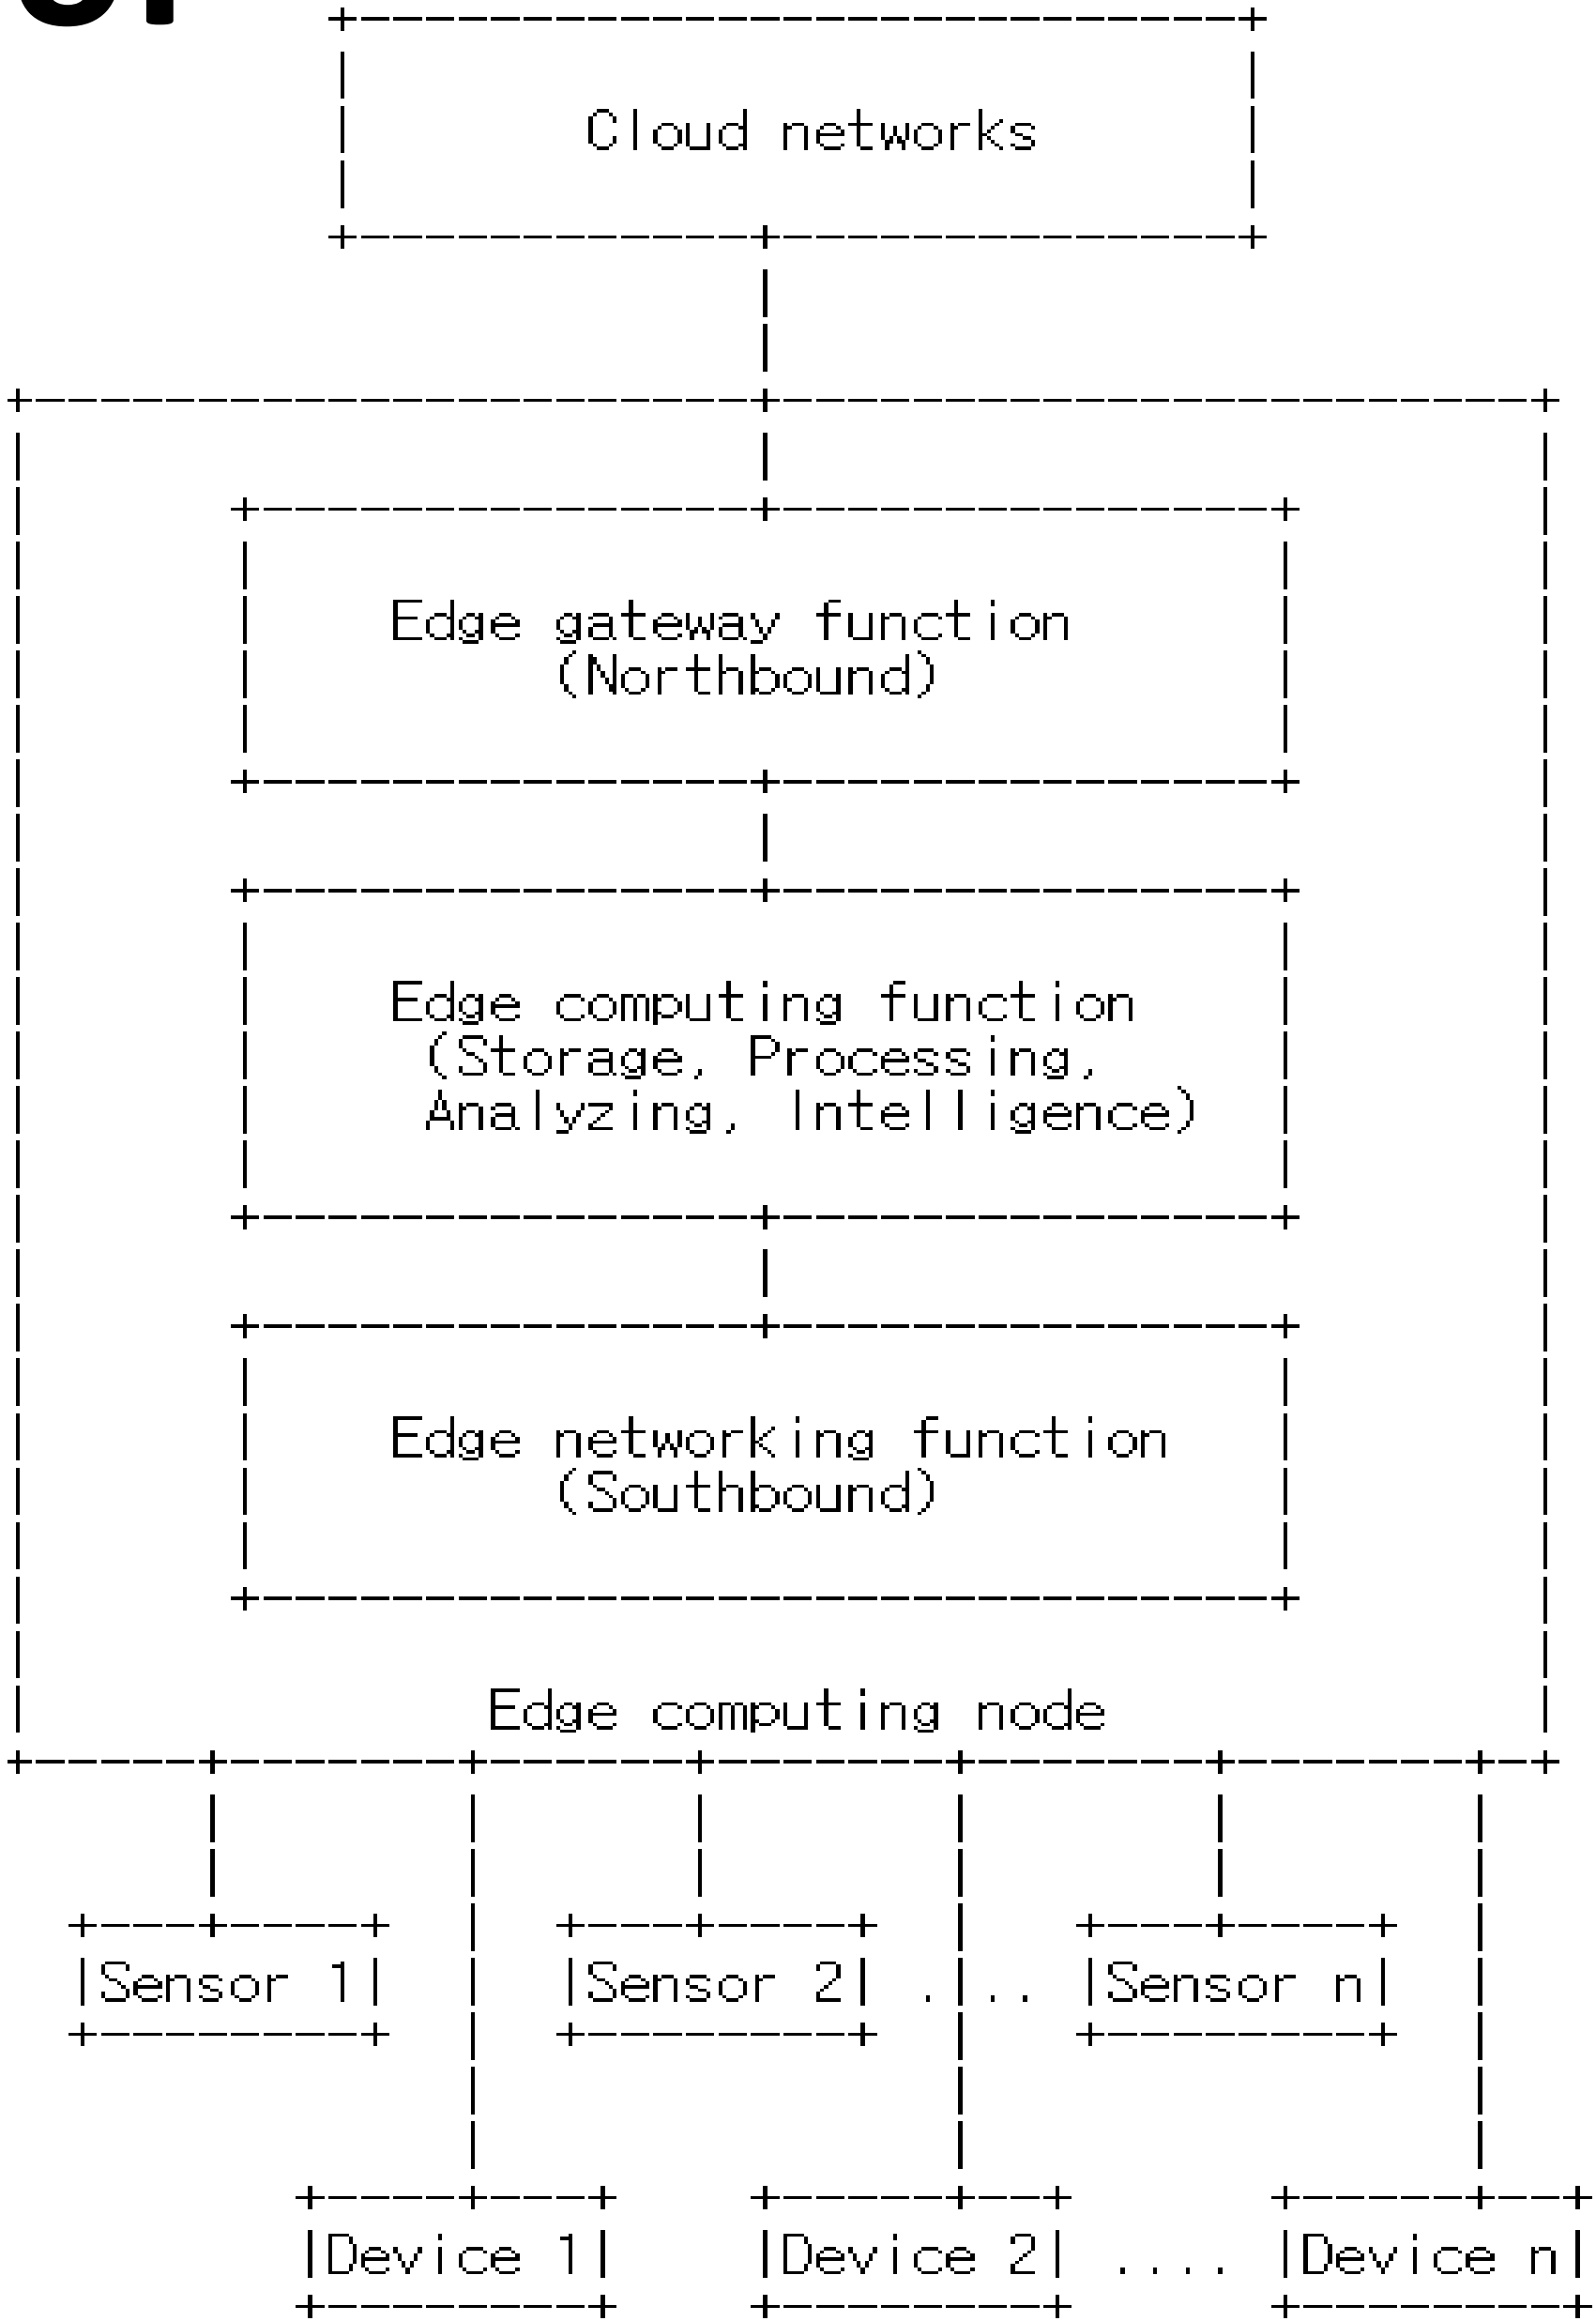 Cloud networks
Edge gateway function
(Northbound)
Edge computing function
(Storage, Processing,
Analyzing, Intelligence)
Edge networking function
(Southbound)
Edge computing node
Sensor 1 Sensor 2 .... Sensor n
Device 1 Device 2 .... Device n